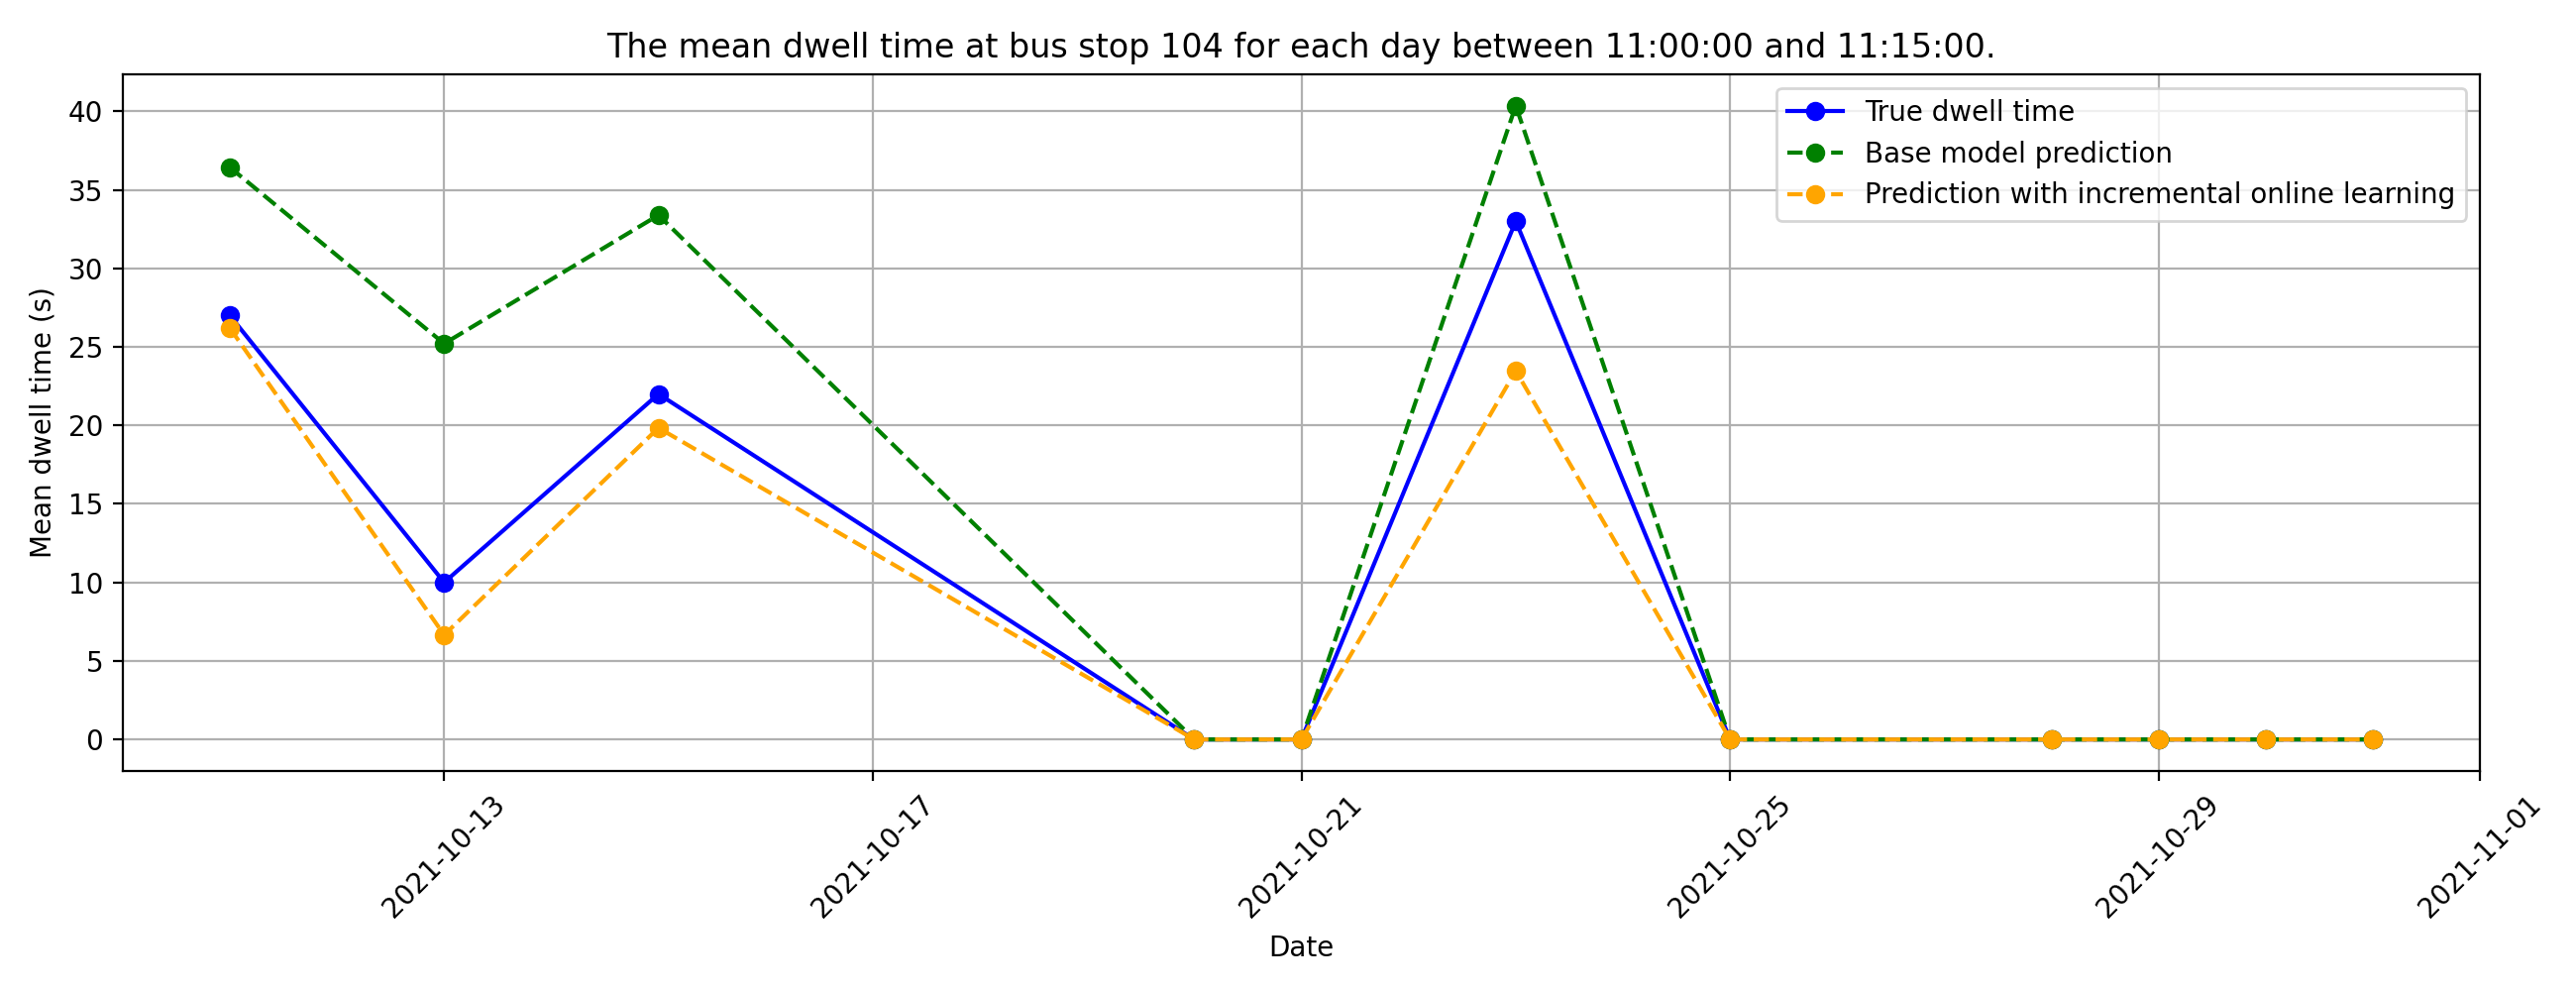 The mean dwell time at bus stop 104 for each day between 11:00:00 and 11:15:00.
True dwell time
Base model prediction
Prediction with incremental online learning
Mean dwell time (s)
40
35
30
25
20
15
10
5
0
2021-10-13
2021-10-17
2021-10-21
2021-10-25
2021-10-29
2021-11-01
Date